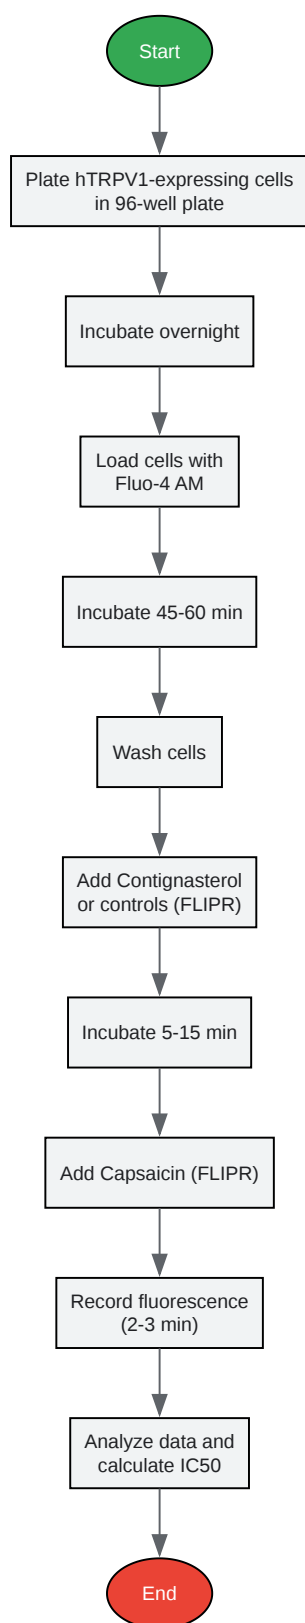 Start
Plate hTRPV1-expressing cells
in 96-well plate
Incubate overnight
Load cells with
Fluo-4 AM
Incubate 45-60 min
Wash cells
Add Contignasterol
or controls (FLIPR)
Incubate 5-15 min
Add Capsaicin (FLIPR)
Record fluorescence
(2-3 min)
Analyze data and
calculate IC50
End